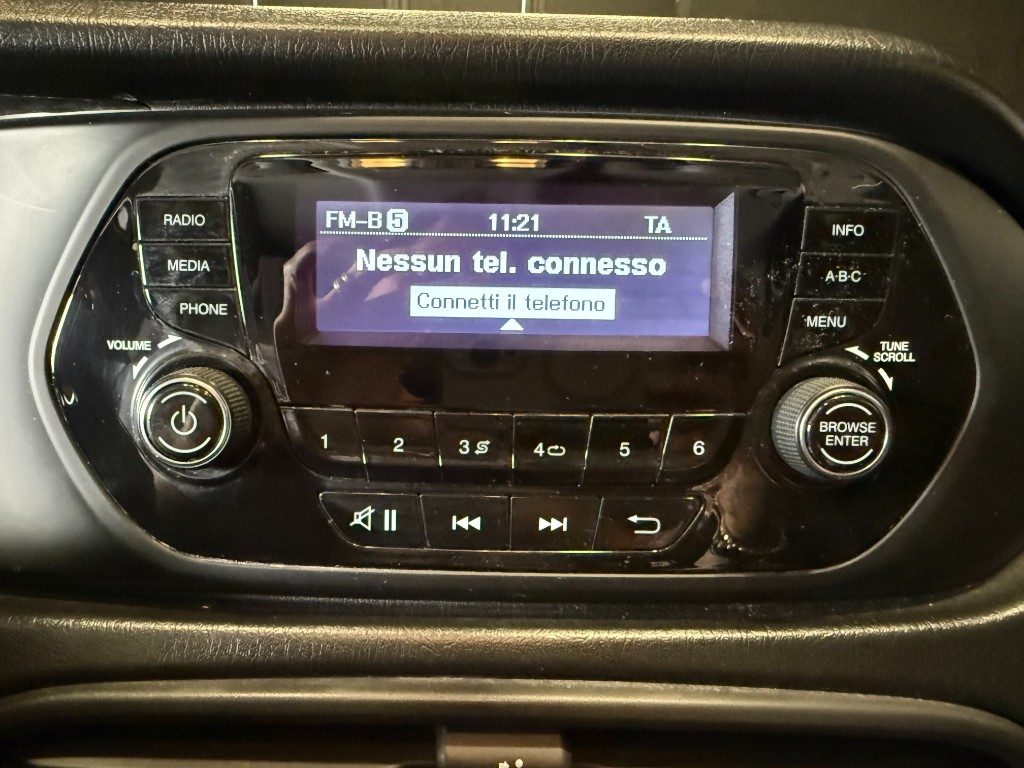 FM-B 5 11:21 TA
Nessun tel. connesso
Connetti il telefono
RADIO
MEDIA
PHONE
VOLUME
INFO
A-B-C
MENU
TUNE
SCROLL
BROWSE
ENTER
1 2 3 4 5 6